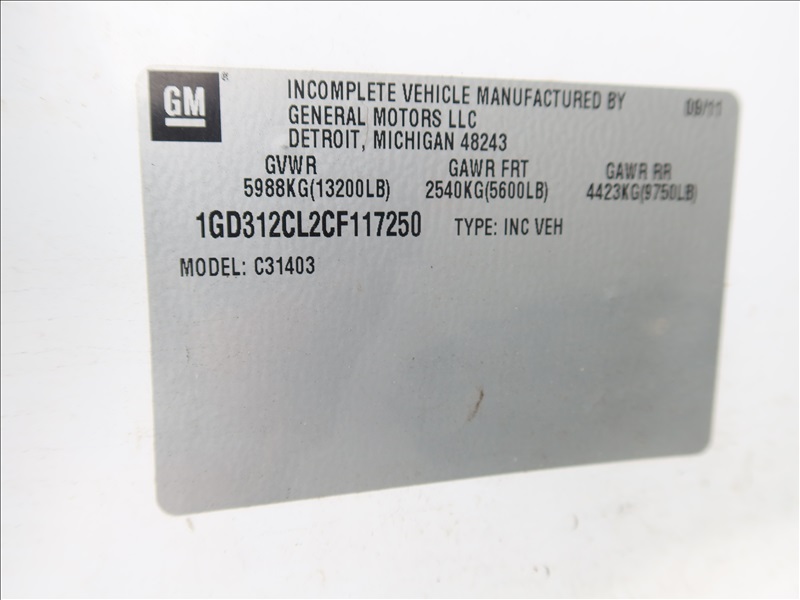 GM®
INCOMPLETE VEHICLE MANUFACTURED BY 09/11
GENERAL MOTORS LLC
DETROIT, MICHIGAN 48243
GVWR GAWR FRT GAWR RR
5988KG(13200LB) 2540KG(5600LB) 4423KG(9750LB)
1GD312CL2CF117250 TYPE: INC VEH
MODEL: C31403